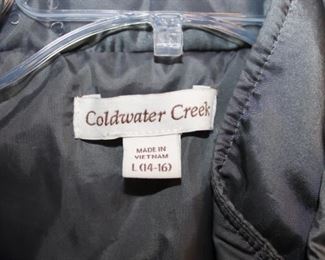 Coldwater Creek
MADE IN
VIETNAM
L (14-16)